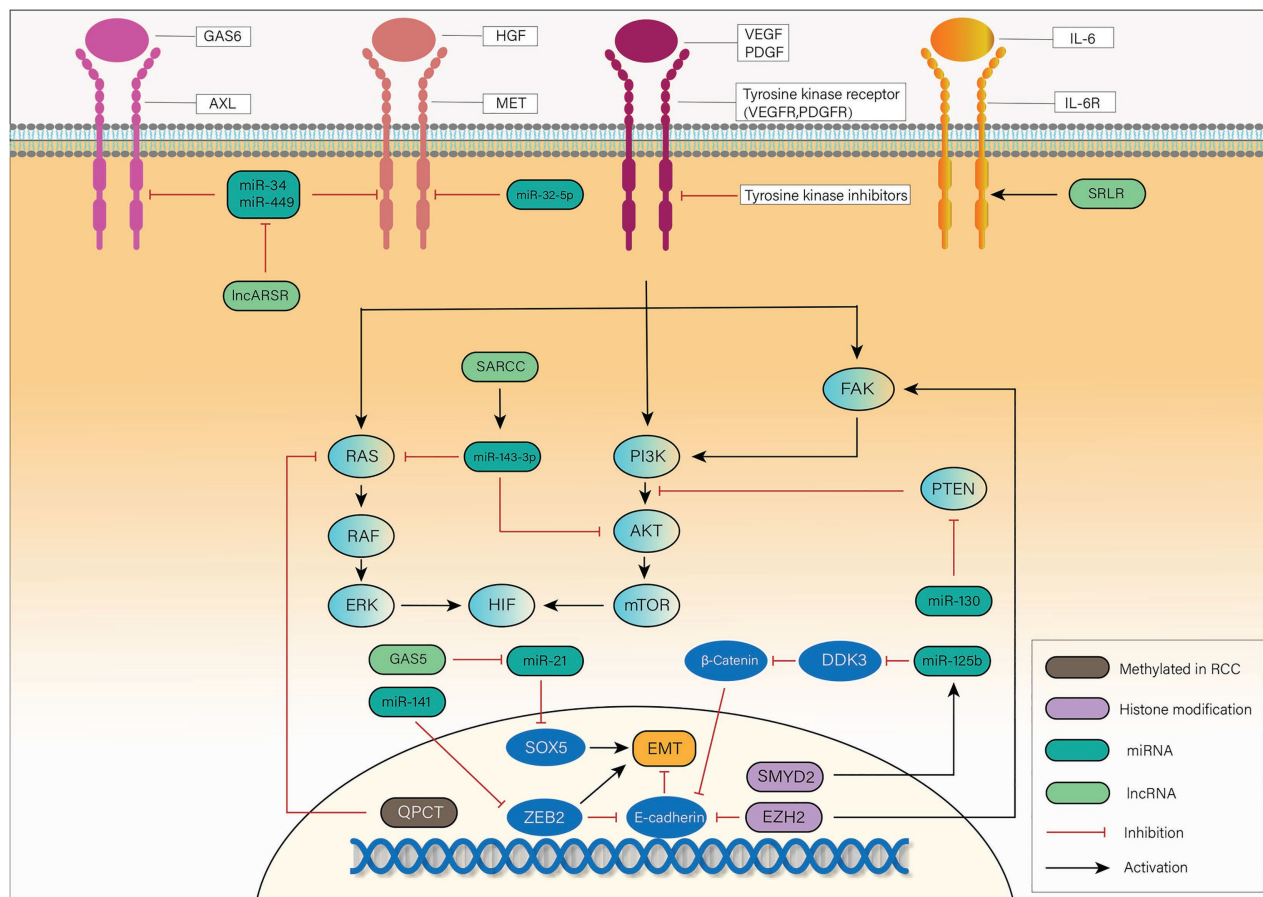 GAS6
HGF
VEGF
PDGF
IL-6
AXL
MET
Tyrosine kinase receptor
(VEGFR,PDGFR)
IL-6R
miR-34
miR-449
miR-32-5p
Tyrosine kinase inhibitors
SRLR
lncARSR
SARCC
FAK
RAS
miR-143-3p
PI3K
PTEN
RAF
AKT
ERK
HIF
mTOR
miR-130
GAS5
miR-21
β-Catenin
DDK3
miR-125b
miR-141
SOX5
EMT
SMYD2
QPCT
ZEB2
E-cadherin
EZH2
Methylated in RCC
Histone modification
miRNA
lncRNA
Inhibition
Activation